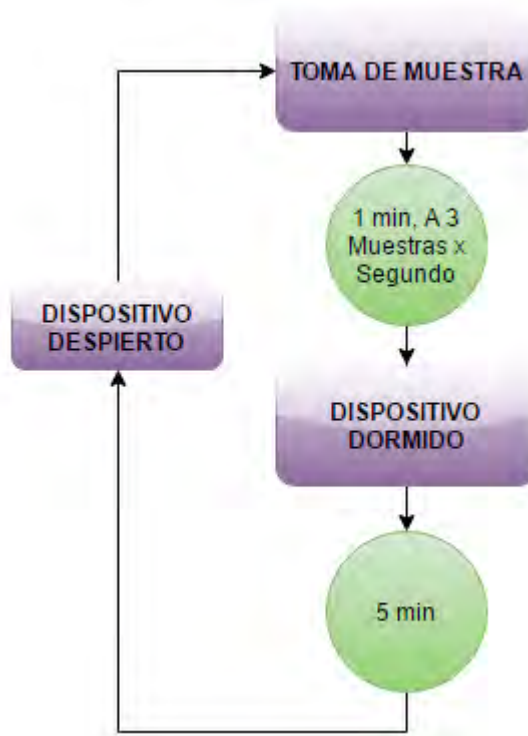 TOMA DE MUESTRA
1 min, A 3
Muestras x
Segundo
DISPOSITIVO
DESPIERTO
DISPOSITIVO
DORMIDO
5 min